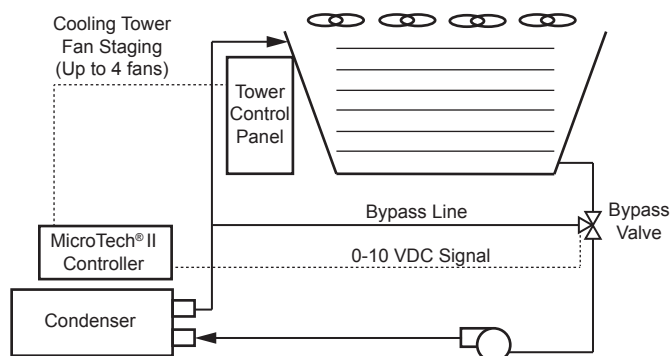 Cooling Tower
Fan Staging
(Up to 4 fans)
Tower
Control
Panel
Bypass Line
Bypass
Valve
MicroTech® II
Controller
0-10 VDC Signal
Condenser